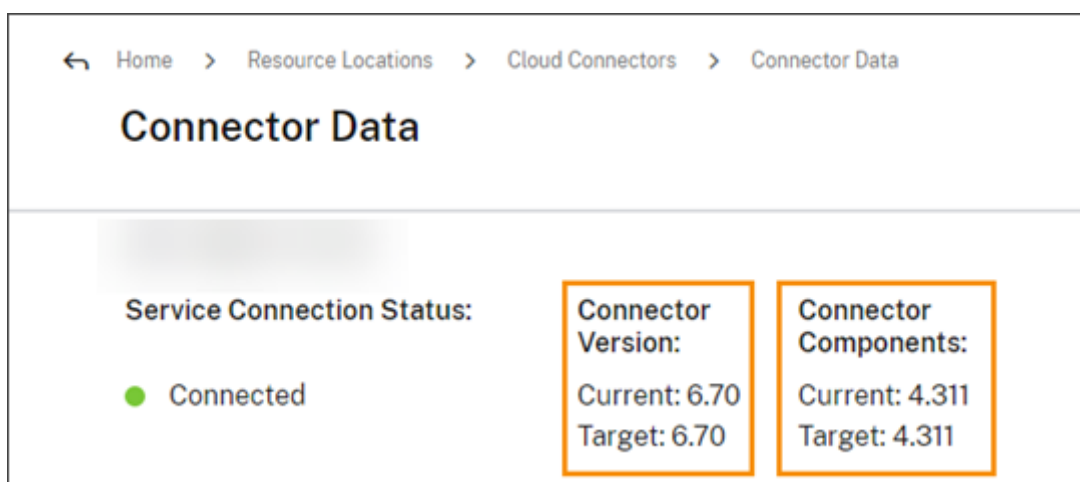 Home > Resource Locations > Cloud Connectors > Connector Data
Connector Data
Service Connection Status:
Connected
Connector
Version:
Current: 6.70
Target: 6.70
Connector
Components:
Current: 4.311
Target: 4.311